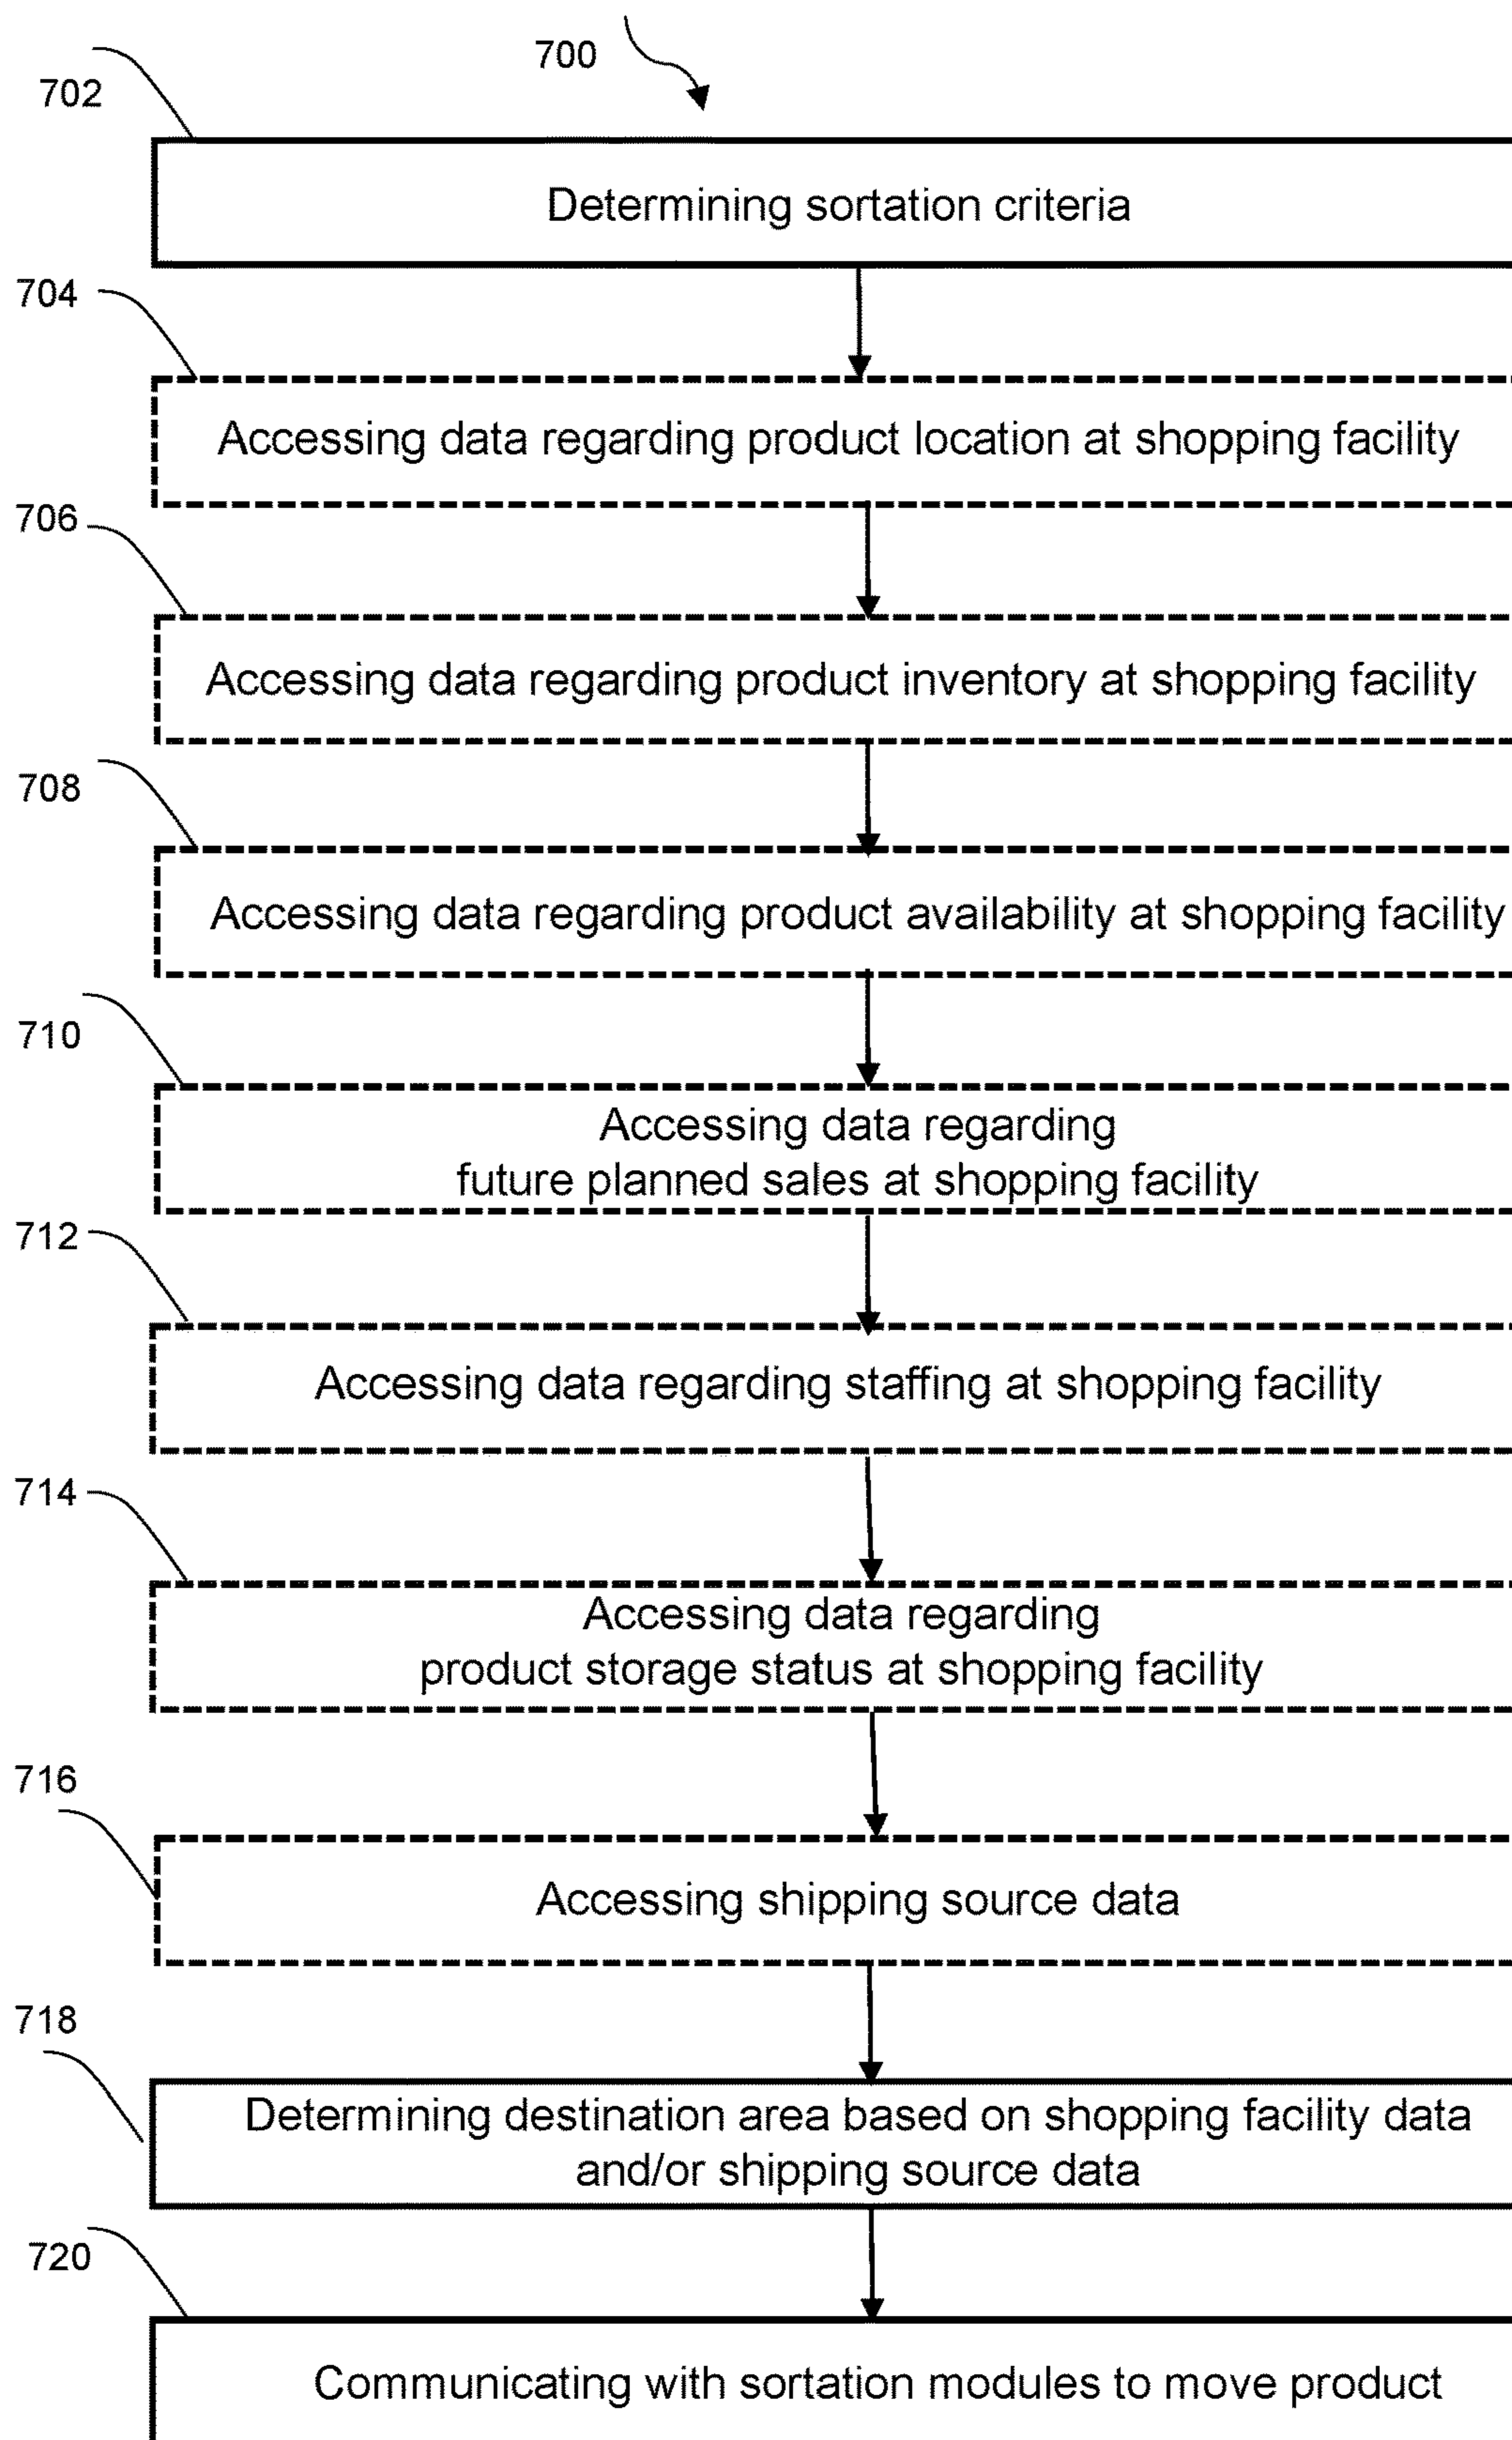 700
702
Determining sortation criteria
704
Accessing data regarding product location at shopping facility
706
Accessing data regarding product inventory at shopping facility
708
Accessing data regarding product availability at shopping facility
710
Accessing data regarding
future planned sales at shopping facility
712
Accessing data regarding staffing at shopping facility
714
Accessing data regarding
product storage status at shopping facility
716
Accessing shipping source data
718
Determining destination area based on shopping facility data
and/or shipping source data
720
Communicating with sortation modules to move product